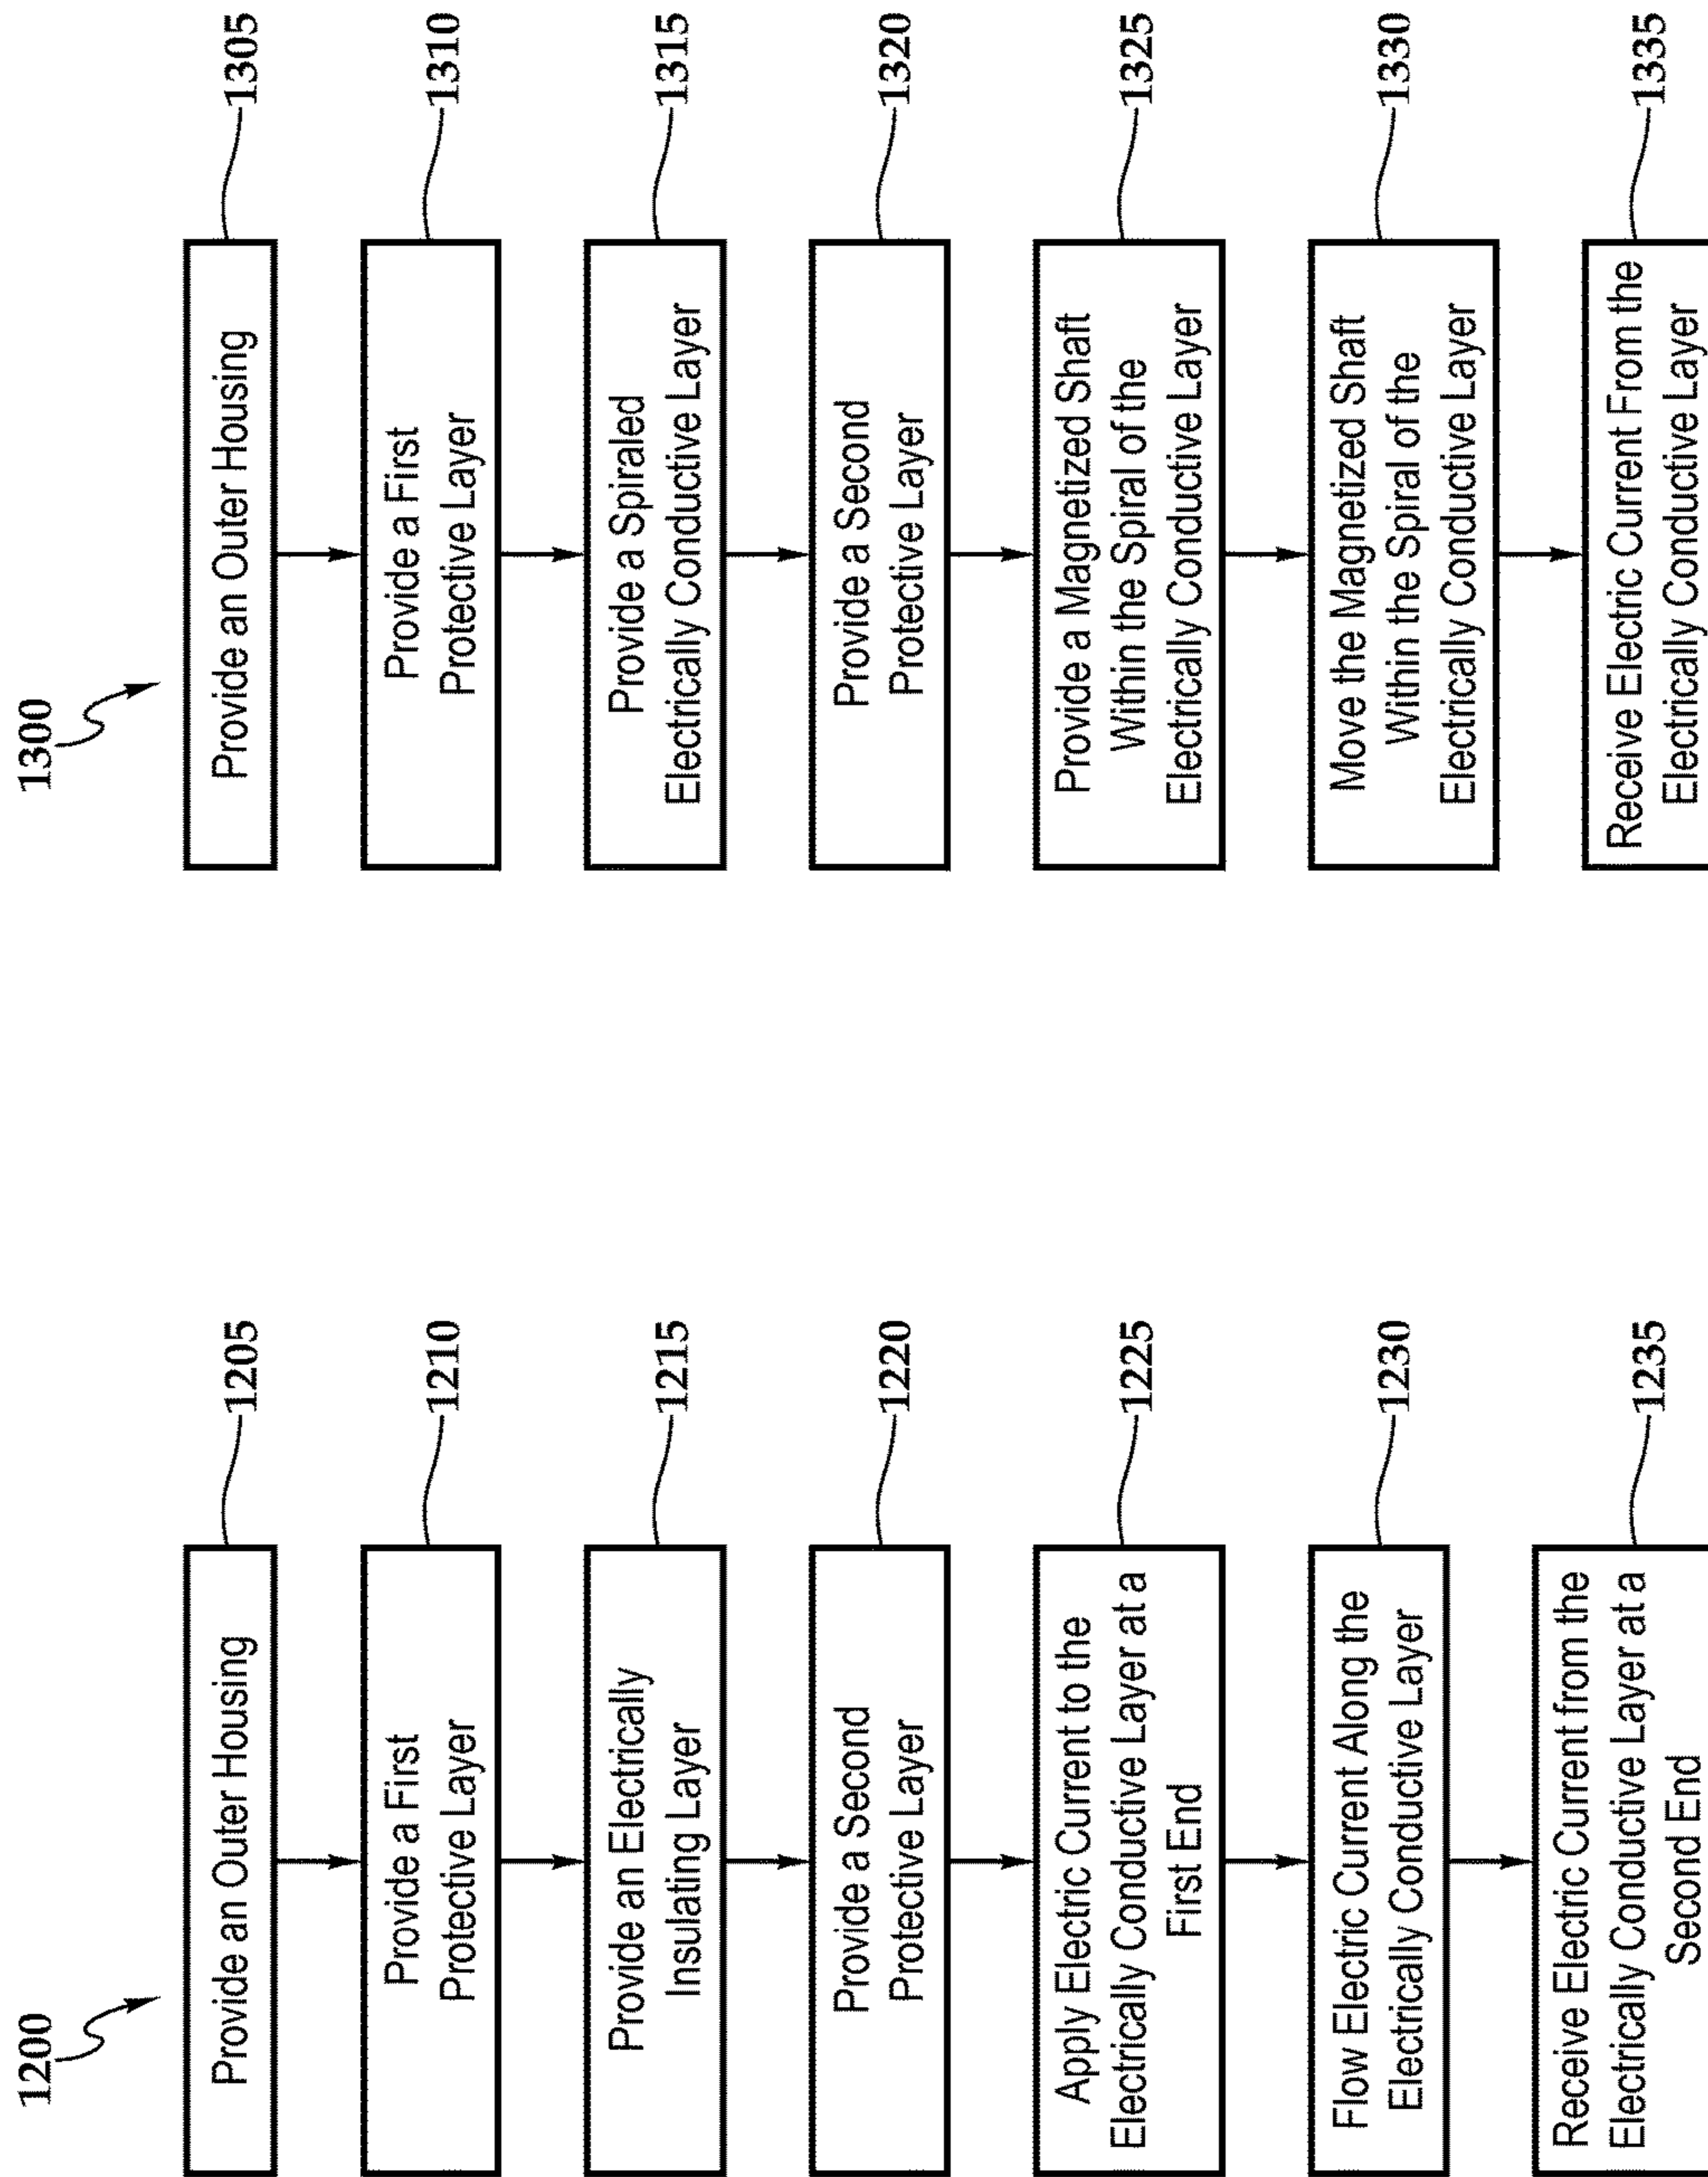 1200
Provide an Outer Housing
1205
Provide a First
Protective Layer
1210
Provide an Electrically
Insulating Layer
1215
Provide a Second
Protective Layer
1220
Apply Electric Current to the
Electrically Conductive Layer at a
First End
1225
Flow Electric Current Along the
Electrically Conductive Layer
1230
Receive Electric Current from the
Electrically Conductive Layer at a
Second End
1235
1300
Provide an Outer Housing
1305
Provide a First
Protective Layer
1310
Provide a Spiraled
Electrically Conductive Layer
1315
Provide a Second
Protective Layer
1320
Provide a Magnetized Shaft
Within the Spiral of the
Electrically Conductive Layer
1325
Move the Magnetized Shaft
Within the Spiral of the
Electrically Conductive Layer
1330
Receive Electric Current From the
Electrically Conductive Layer
1335